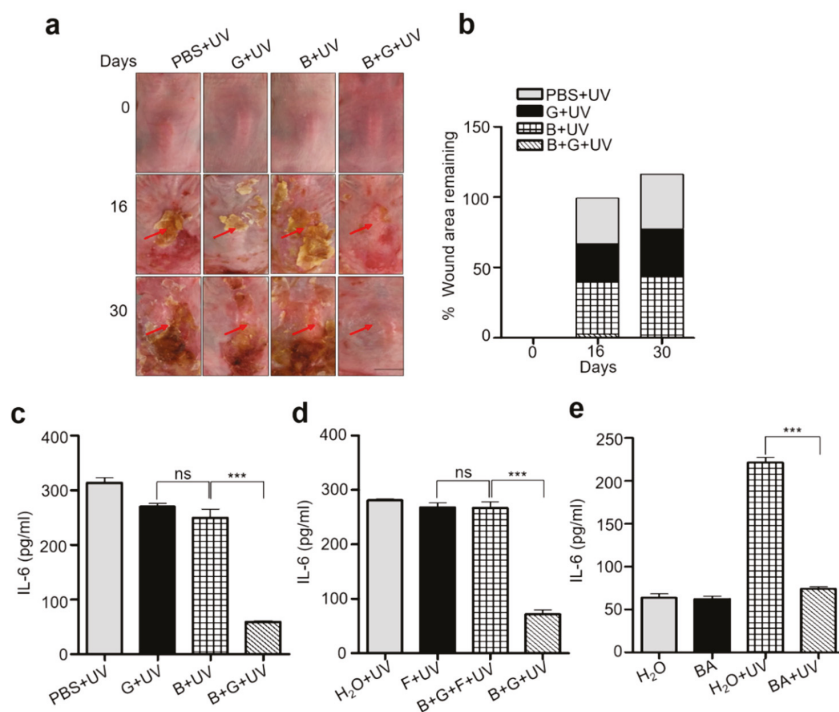 a
Days
PBS+UV
G+UV
B+UV
B+G+UV
0
16
30
b
PBS+UV
G+UV
B+UV
B+G+UV
% Wound area remaining
150
100
50
0
0
16
30
Days
c
IL-6 (pg/ml)
400
300
200
100
0
ns
***
PBS+UV
G+UV
B+UV
B+G+UV
d
IL-6 (pg/ml)
400
300
200
100
0
ns
***
H₂O+UV
F+UV
B+G+F+UV
B+G+UV
e
IL-6 (pg/ml)
250
200
150
100
50
0
***
H₂O
BA
H₂O+UV
BA+UV